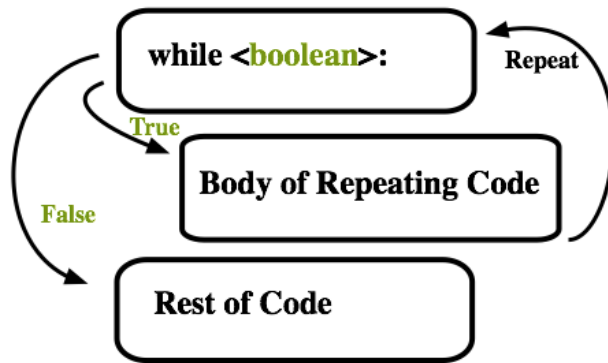 while <boolean>:
Repeat
True
Body of Repeating Code
False
Rest of Code